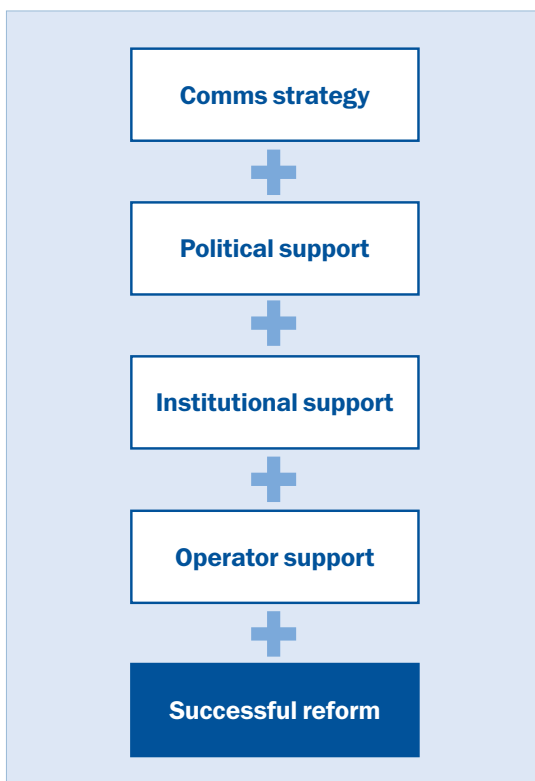 Comms strategy
Political support
Institutional support
Operator support
Successful reform